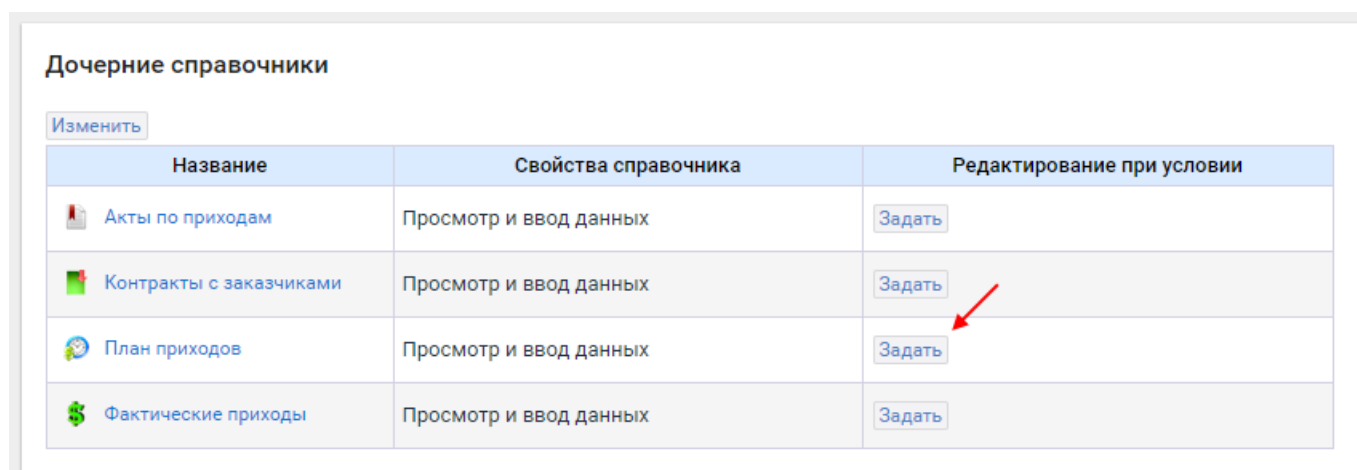 Дочерние справочники
Изменить
Название Свойства справочника Редактирование при условии
Акты по приходам Просмотр и ввод данных Задать
Контракты с заказчиками Просмотр и ввод данных Задать
План приходов Просмотр и ввод данных Задать
Фактические приходы Просмотр и ввод данных Задать